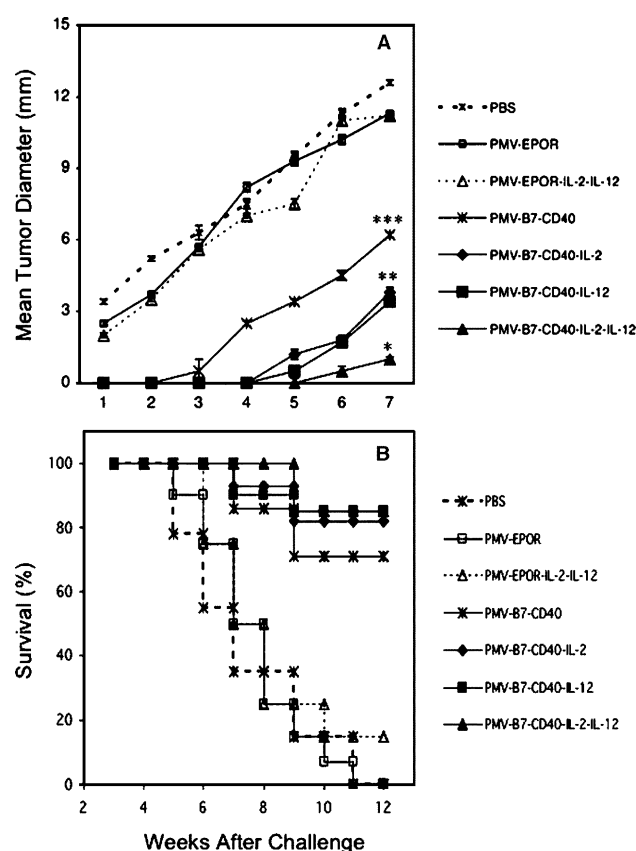 A
15
12
9
6
3
0
Mean Tumor Diameter (mm)
***
**
*
1 2 3 4 5 6 7
PBS
PMV-EPOR
PMV-EPOR-IL-2-IL-12
PMV-B7-CD40
PMV-B7-CD40-IL-2
PMV-B7-CD40-IL-12
PMV-B7-CD40-IL-2-IL-12
B
100
80
60
40
20
0
Survival (%)
2 4 6 8 10 12
Weeks After Challenge
PBS
PMV-EPOR
PMV-EPOR-IL-2-IL-12
PMV-B7-CD40
PMV-B7-CD40-IL-2
PMV-B7-CD40-IL-12
PMV-B7-CD40-IL-2-IL-12